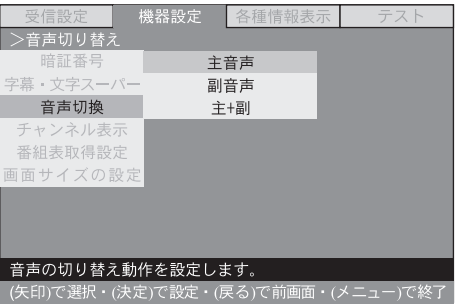 受信設定 機器設定 各種情報表示 テスト
＞音声切り替え
暗証番号 主音声
字幕・文字スーパー 副音声
音声切換 主+副
チャンネル表示
番組表取得設定
画面サイズの設定
音声の切り替え動作を設定します。
(矢印)で選択・(決定)で設定・(戻る)で前画面・(メニュー)で終了